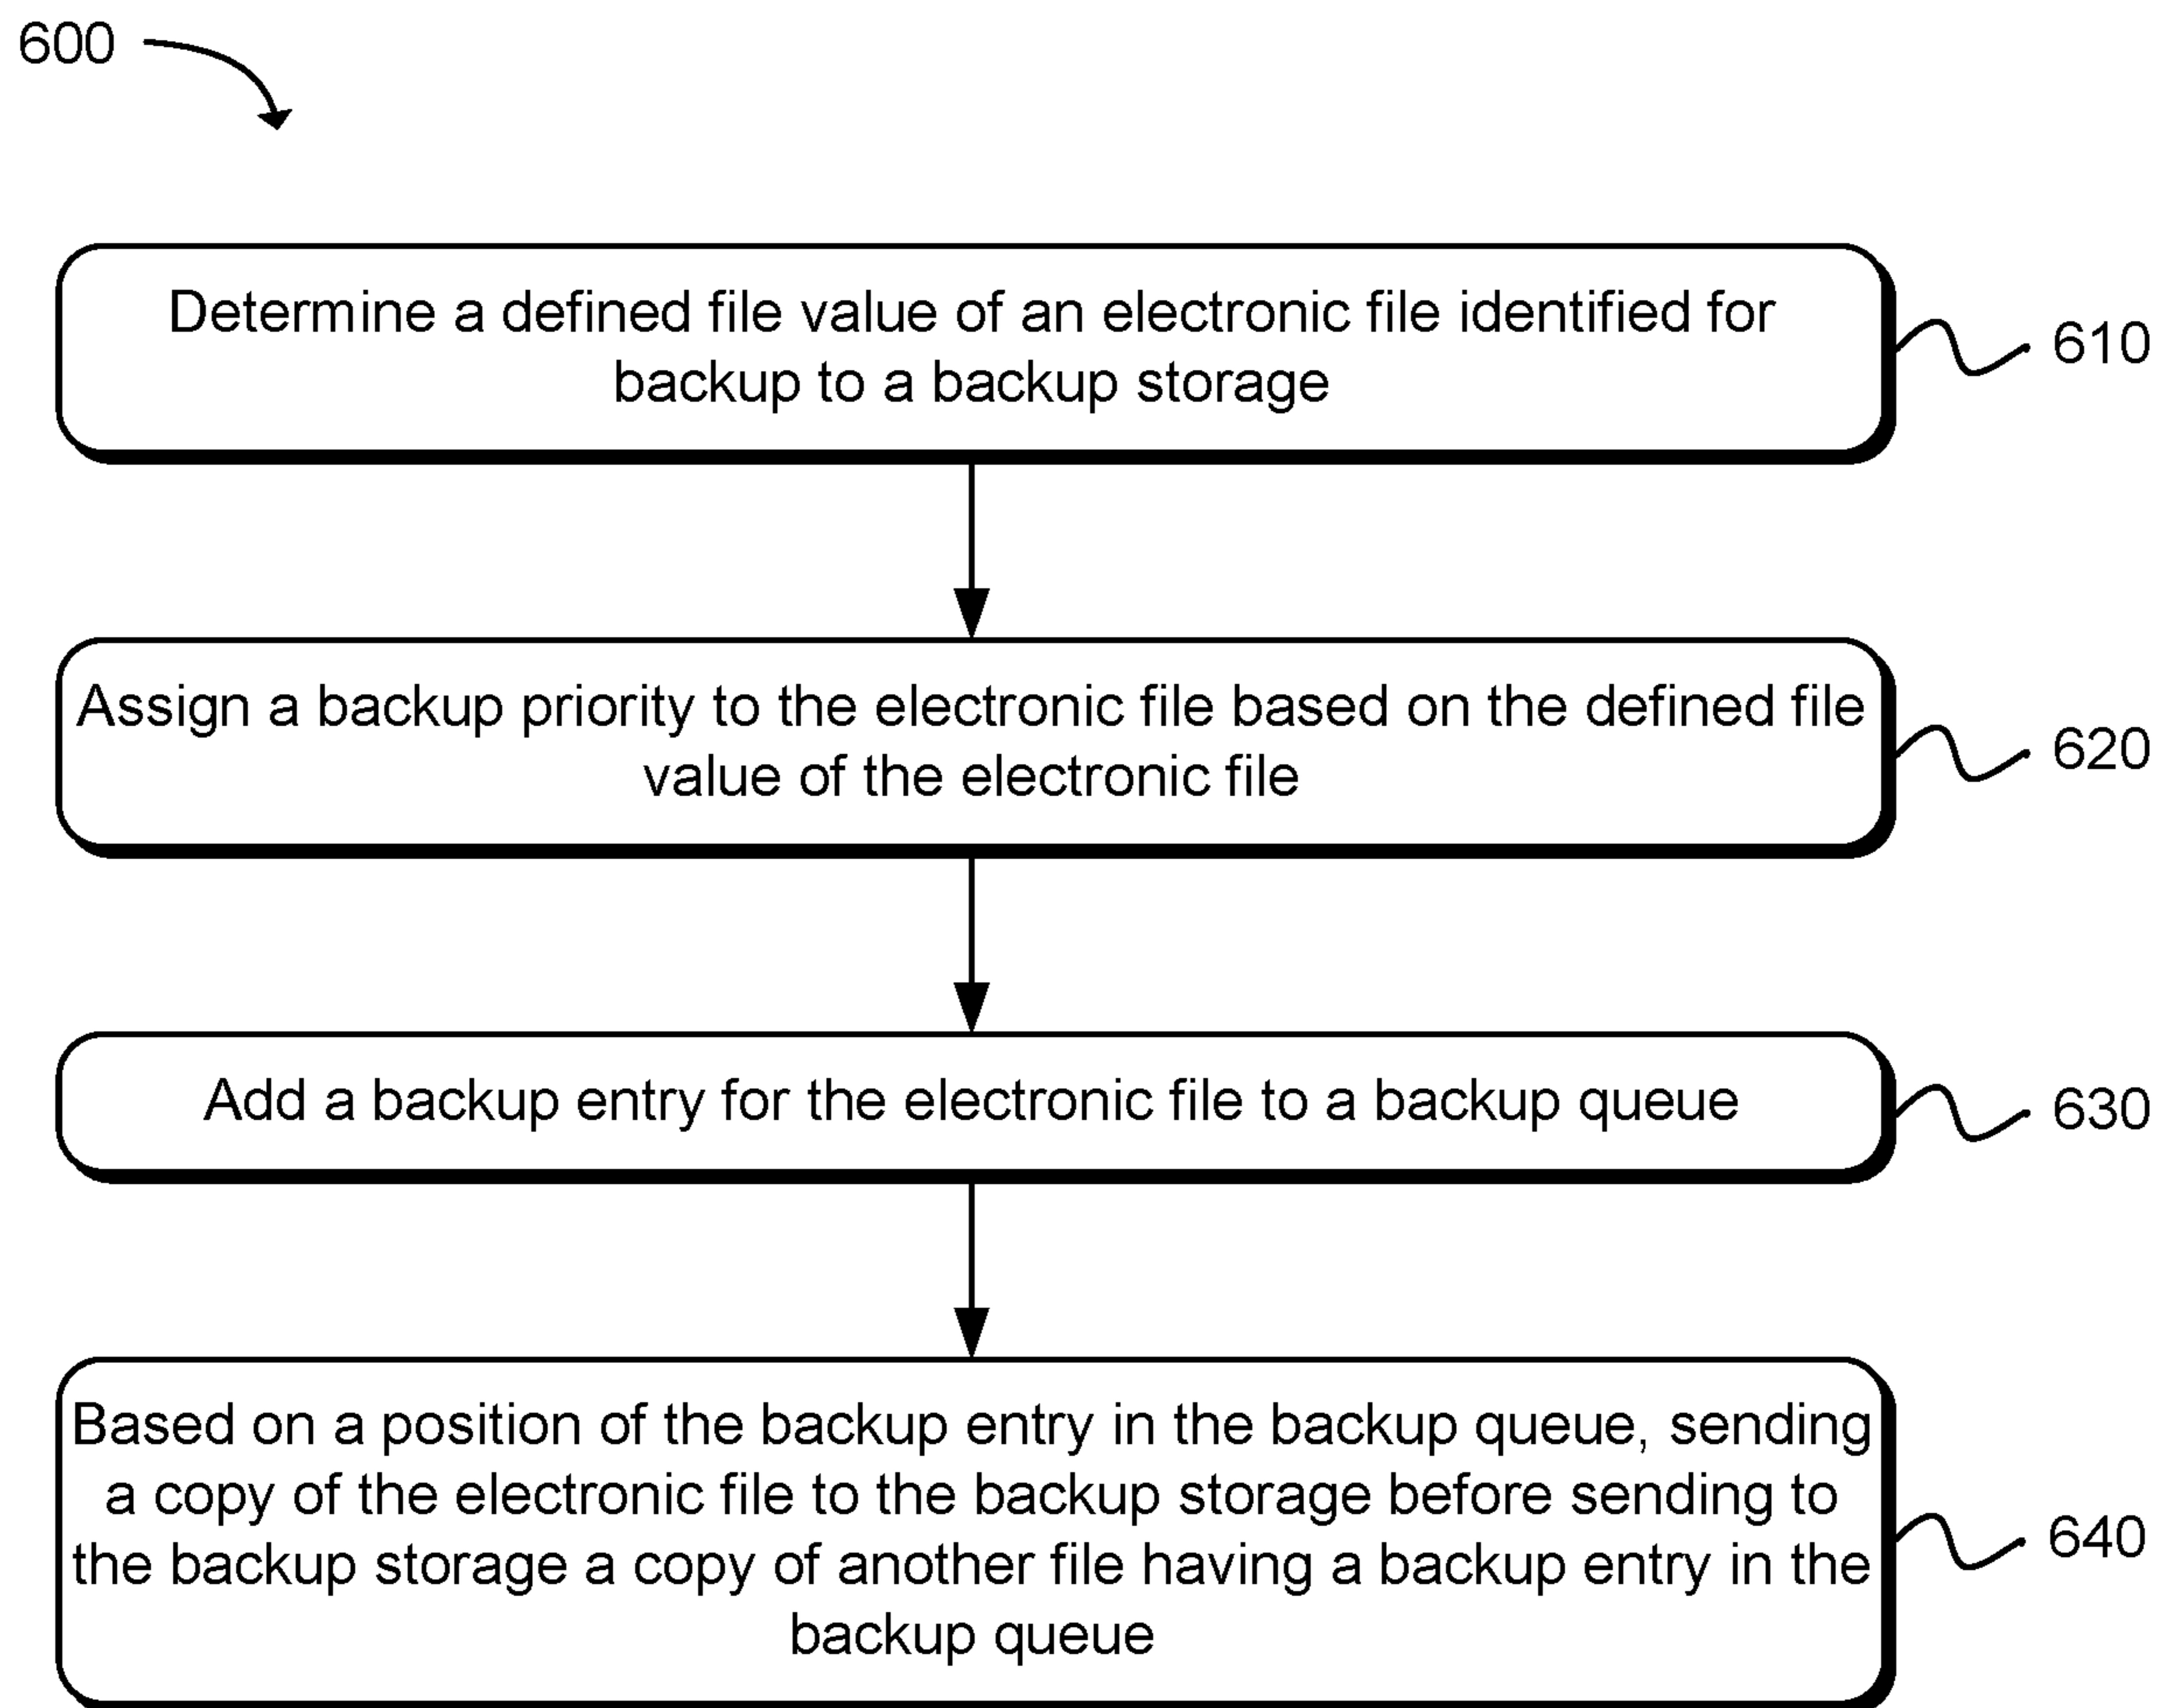 600
Determine a defined file value of an electronic file identified for
backup to a backup storage
610
Assign a backup priority to the electronic file based on the defined file
value of the electronic file
620
Add a backup entry for the electronic file to a backup queue
630
Based on a position of the backup entry in the backup queue, sending
a copy of the electronic file to the backup storage before sending to
the backup storage a copy of another file having a backup entry in the
backup queue
640